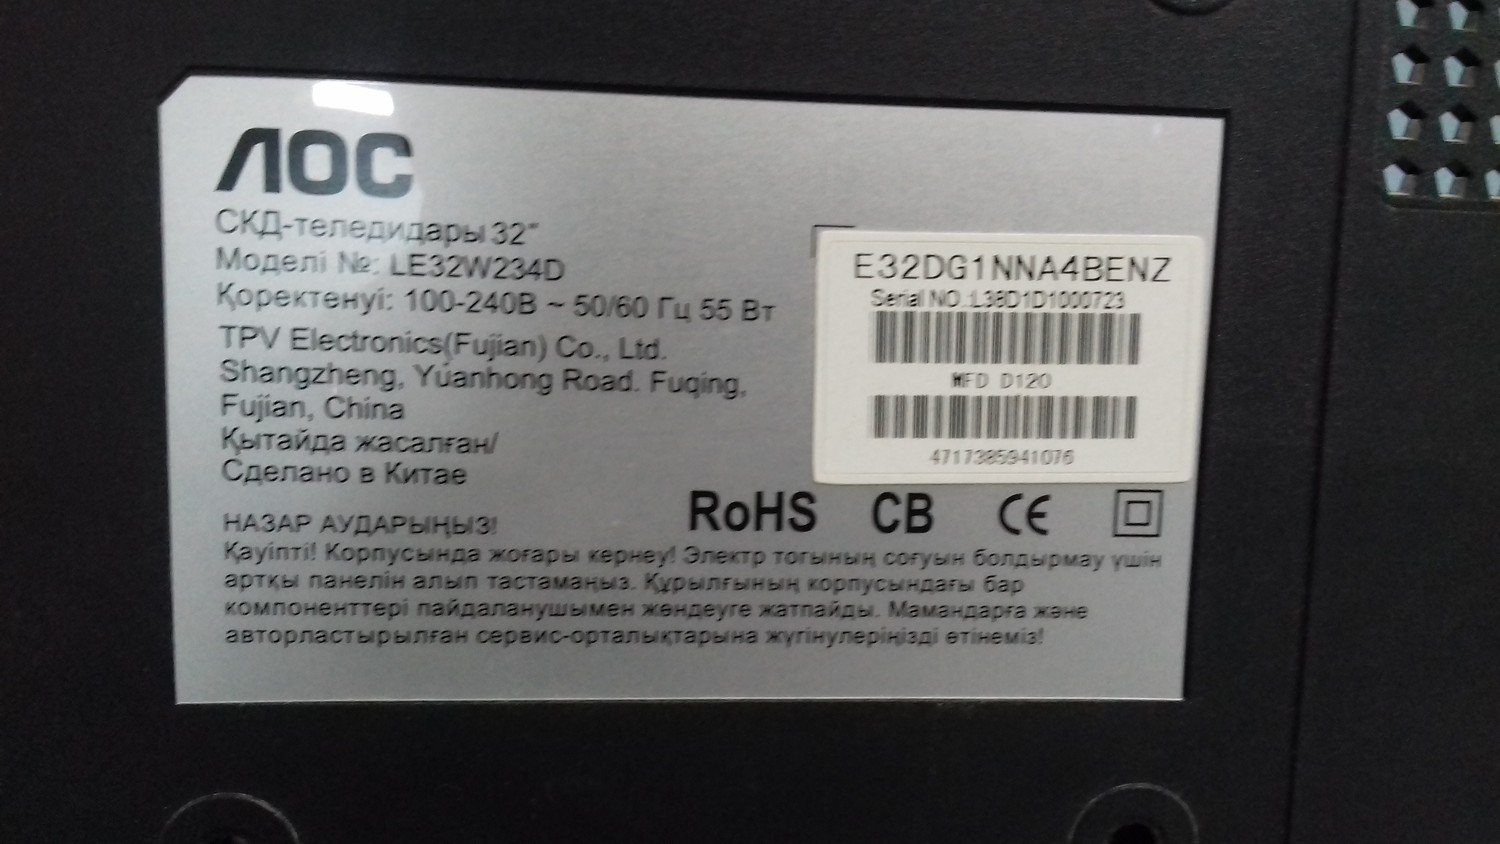 AOC
СКД-теледидары 32"
Моделі №: LE32W234D
Қоректенуі: 100-240В ~ 50/60 Гц 55 Вт
TPV Electronics(Fujian) Co., Ltd.
Shangzheng, Yuanhong Road. Fuqing,
Fujian, China
Қытайда жасалған/
Сделано в Китае
E32DG1NNA4BENZ
Serial NO.:L38D1D1000723
MFD D120
4717385941076
RoHS CB CE
НАЗАР АУДАРЫҢЫЗ!
Қауіпті! Корпусында жоғары кернеу! Электр тогының соғуын болдырмау үшін
артқы панелін алып тастамаңыз. Құрылғының корпусындағы бар
компоненттері пайдаланушымен жөндеуге жатпайды. Мамандарға және
авторластырылған сервис-орталықтарына жүгінулеріңізді өтінеміз!